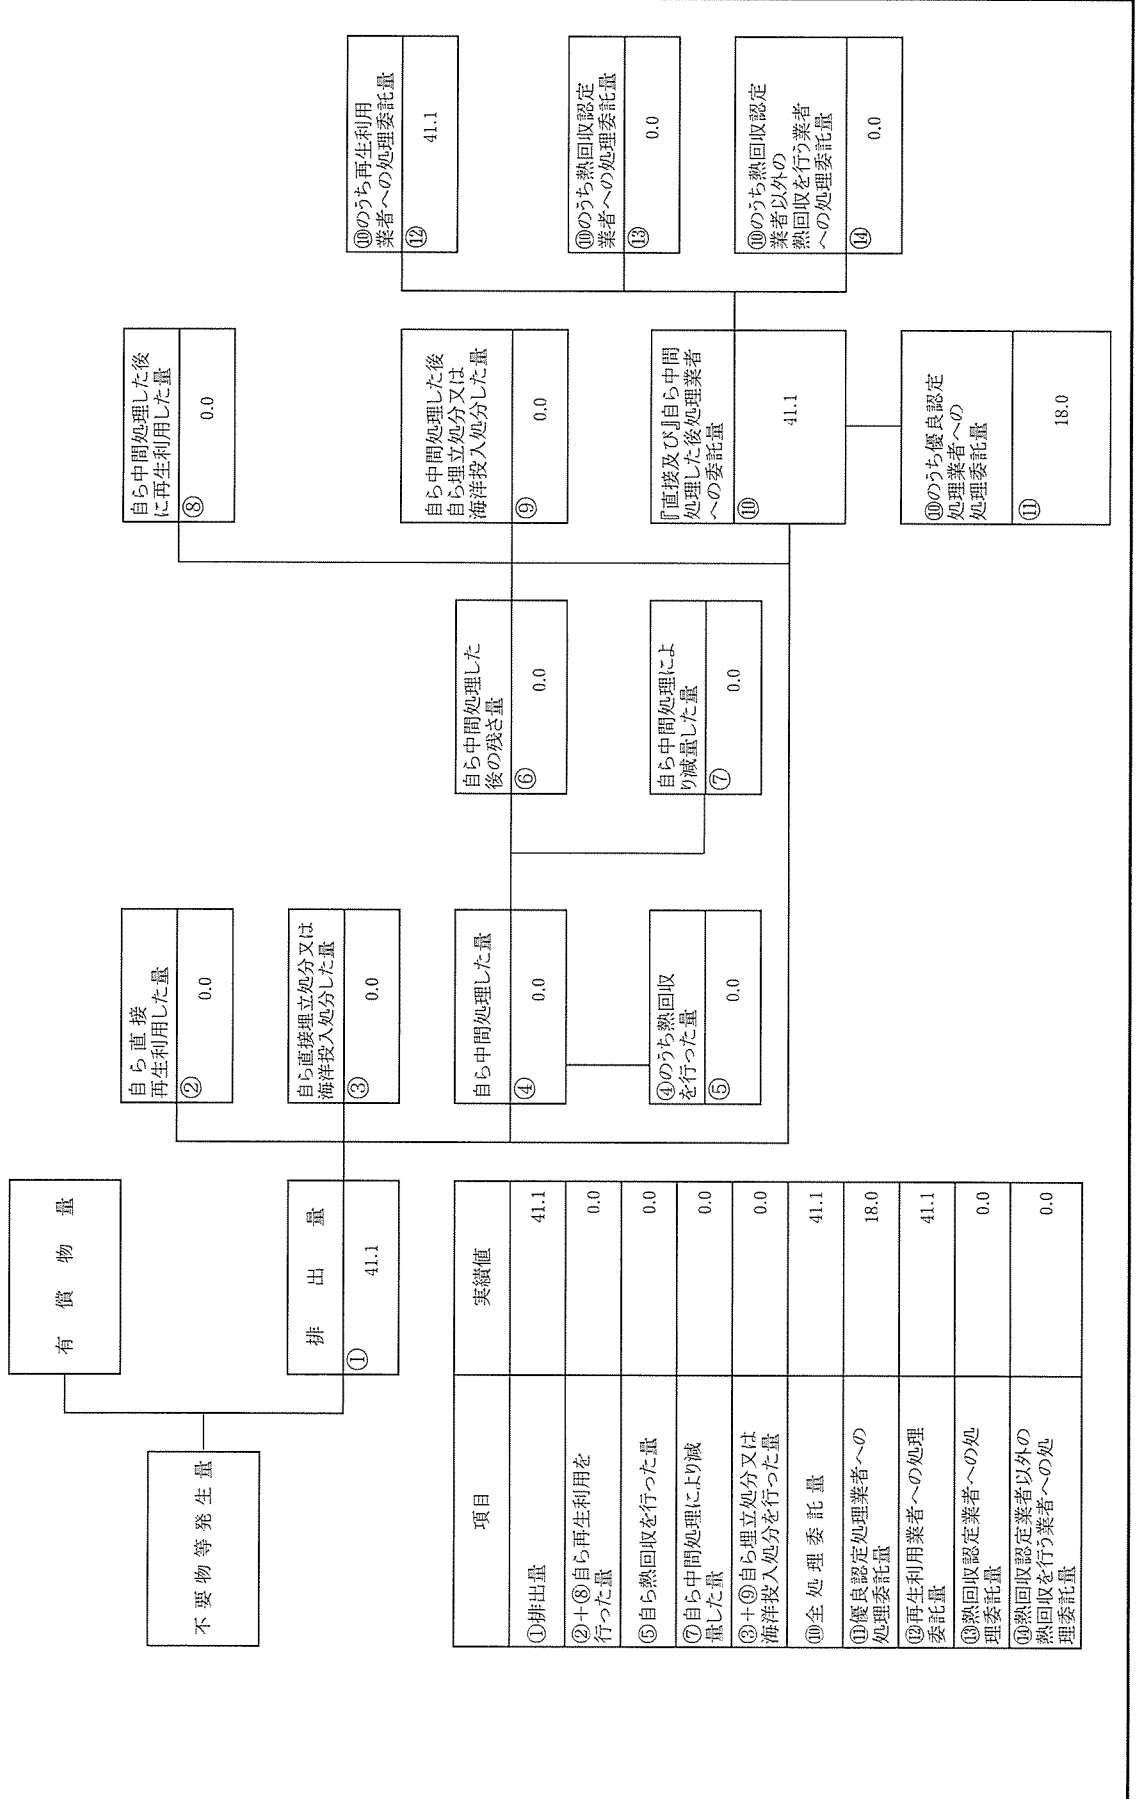 不要物等発生量
有償物量
排出量
①
41.1
自ら直接
再生利用した量
②
0.0
自ら直接埋立処分又は
海洋投入処分した量
③
0.0
自ら中間処理した量
④
0.0
④のうち熱回収
を行った量
⑤
0.0
自ら中間処理した
後の残さ量
⑥
0.0
自ら中間処理によ
り減量した量
⑦
0.0
自ら中間処理した後
に再生利用した量
⑧
0.0
自ら中間処理した後
自ら埋立処分又は
海洋投入処分した量
⑨
0.0
『直接及び』自ら中間
処理した後処理業者
への委託量
⑩
41.1
⑩のうち優良認定
処理業者への
処理委託量
⑪
18.0
⑩のうち再生利用
業者への処理委託量
⑫
41.1
⑩のうち熱回収認定
業者への処理委託量
⑬
0.0
⑩のうち熱回収認定
業者以外の
熱回収を行う業者
への処理委託量
⑭
0.0
項目 実績値
①排出量 41.1
②+⑧自ら再生利用を
行った量 0.0
⑤自ら熱回収を行った量 0.0
⑦自ら中間処理により減
量した量 0.0
③+⑨自ら埋立処分又は
海洋投入処分を行った量 0.0
⑩全処理委託量 41.1
⑪優良認定処理業者への
処理委託量 18.0
⑫再生利用業者への処理
委託量 41.1
⑬熱回収認定業者への処
理委託量 0.0
⑭熱回収認定業者以外の
熱回収を行う業者への処
理委託量 0.0